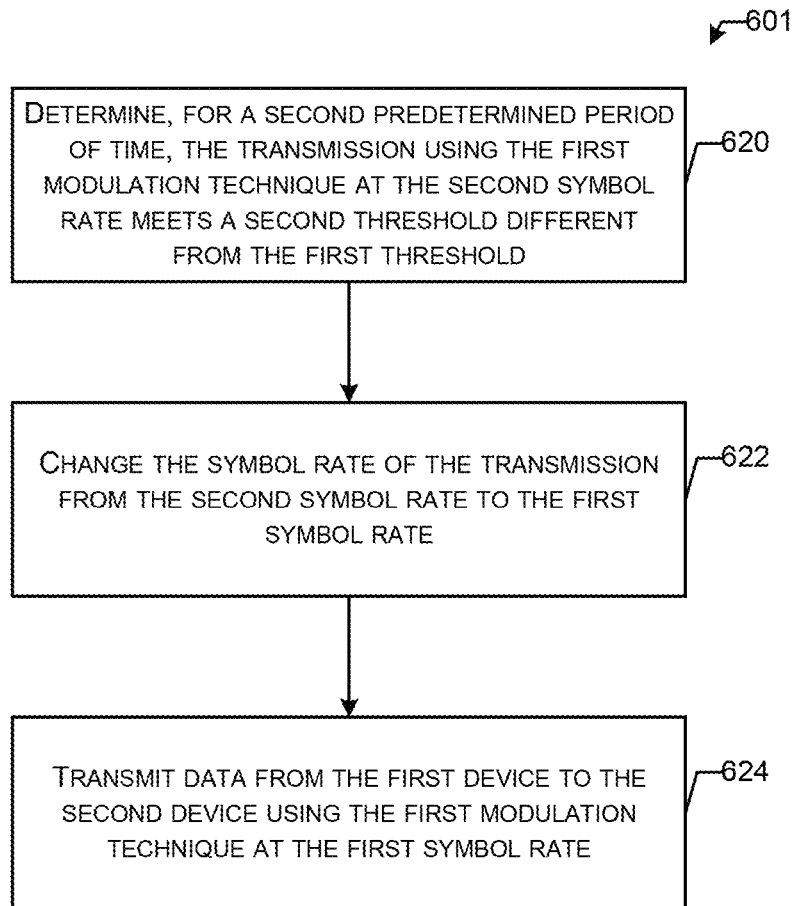 601
DETERMINE, FOR A SECOND PREDETERMINED PERIOD
OF TIME, THE TRANSMISSION USING THE FIRST
MODULATION TECHNIQUE AT THE SECOND SYMBOL
RATE MEETS A SECOND THRESHOLD DIFFERENT
FROM THE FIRST THRESHOLD
620
CHANGE THE SYMBOL RATE OF THE TRANSMISSION
FROM THE SECOND SYMBOL RATE TO THE FIRST
SYMBOL RATE
622
TRANSMIT DATA FROM THE FIRST DEVICE TO THE
SECOND DEVICE USING THE FIRST MODULATION
TECHNIQUE AT THE FIRST SYMBOL RATE
624